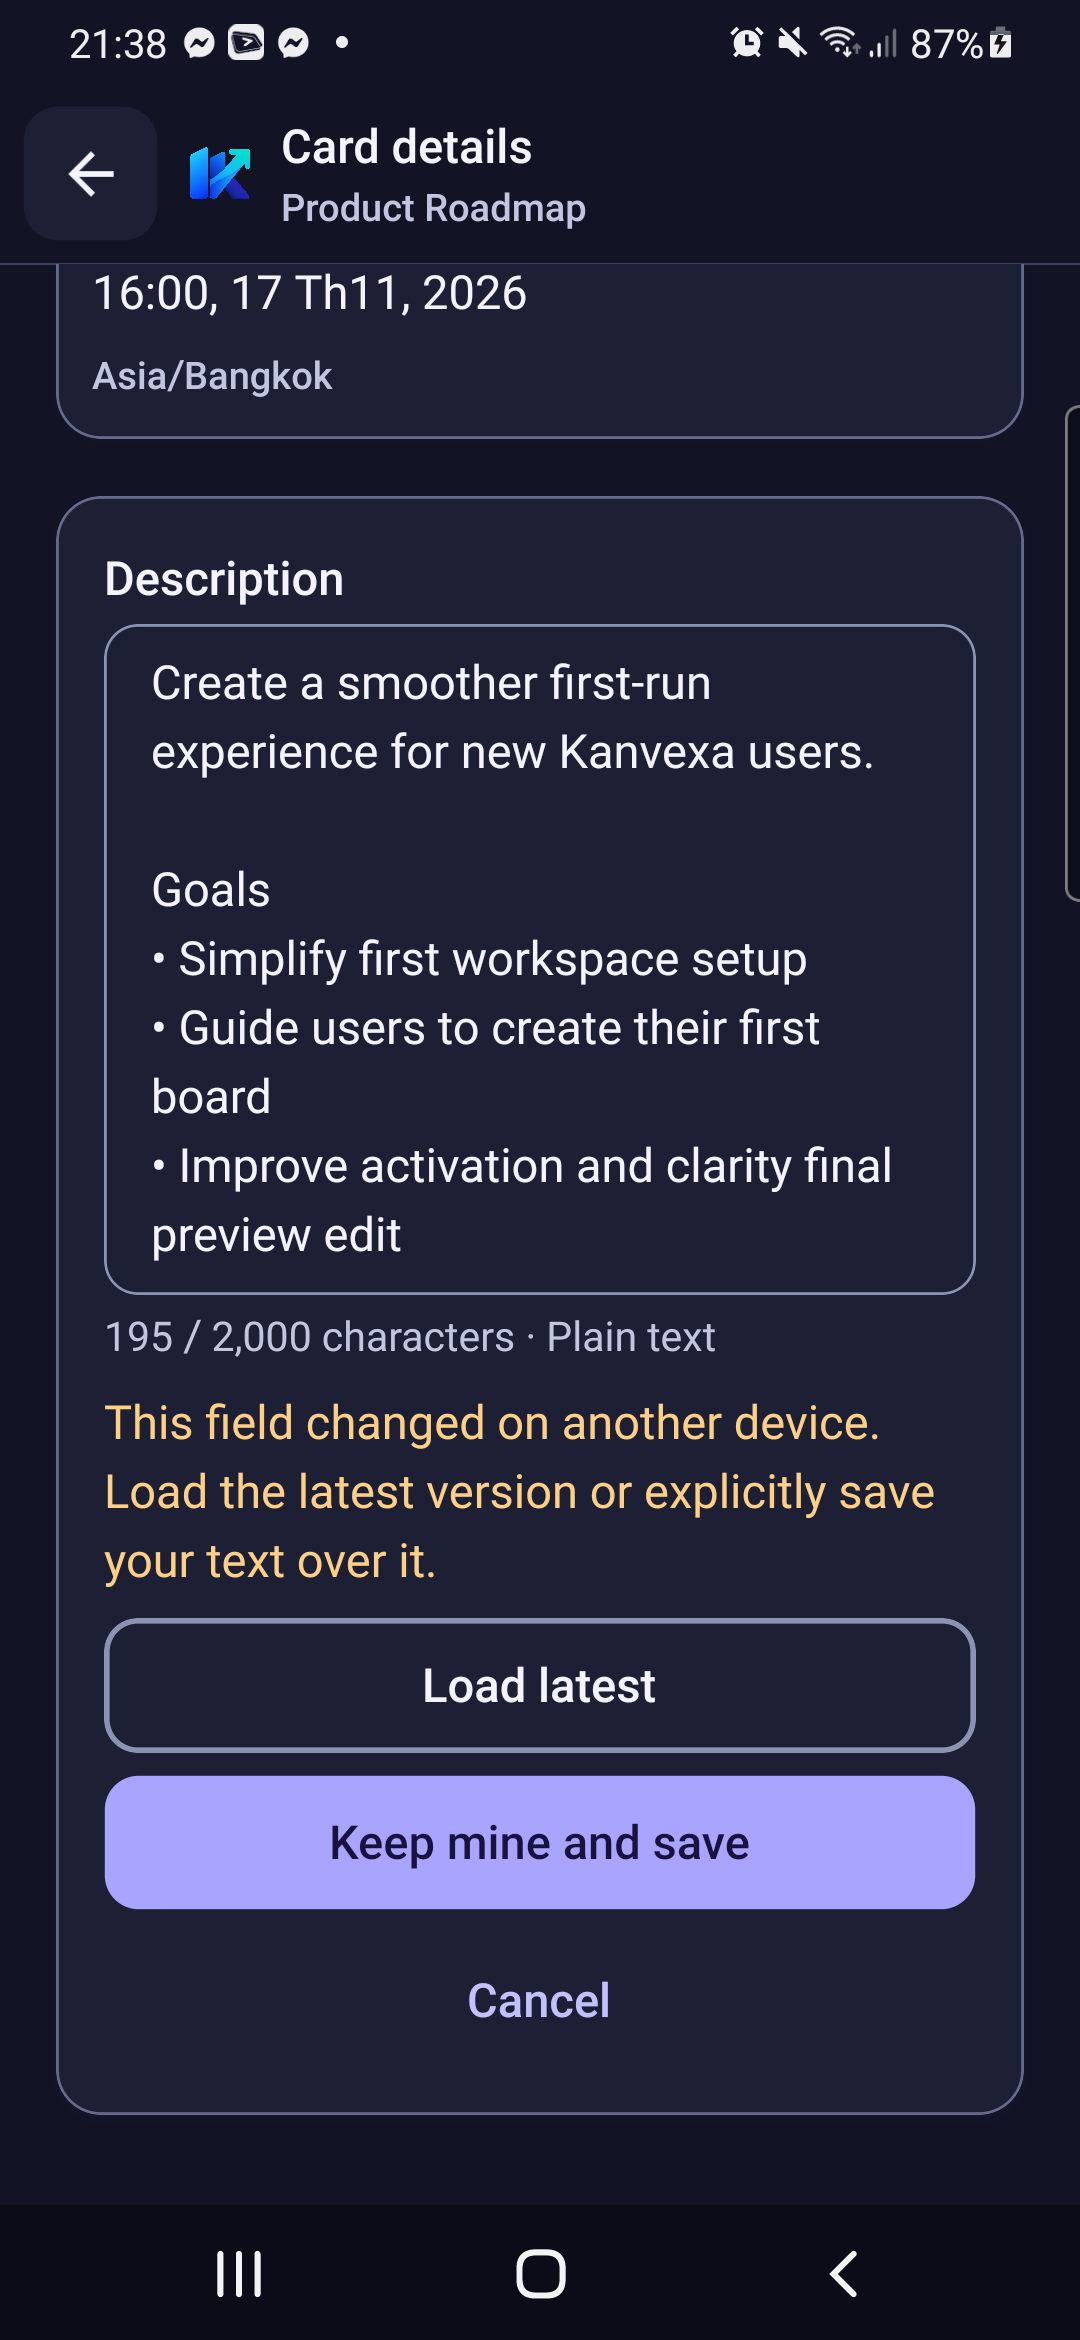 21:38
87%
Card details
Product Roadmap
16:00, 17 Th11, 2026
Asia/Bangkok
Description
Create a smoother first-run
experience for new Kanvexa users.
Goals
• Simplify first workspace setup
• Guide users to create their first
board
• Improve activation and clarity final
preview edit
195 / 2,000 characters · Plain text
This field changed on another device.
Load the latest version or explicitly save
your text over it.
Load latest
Keep mine and save
Cancel